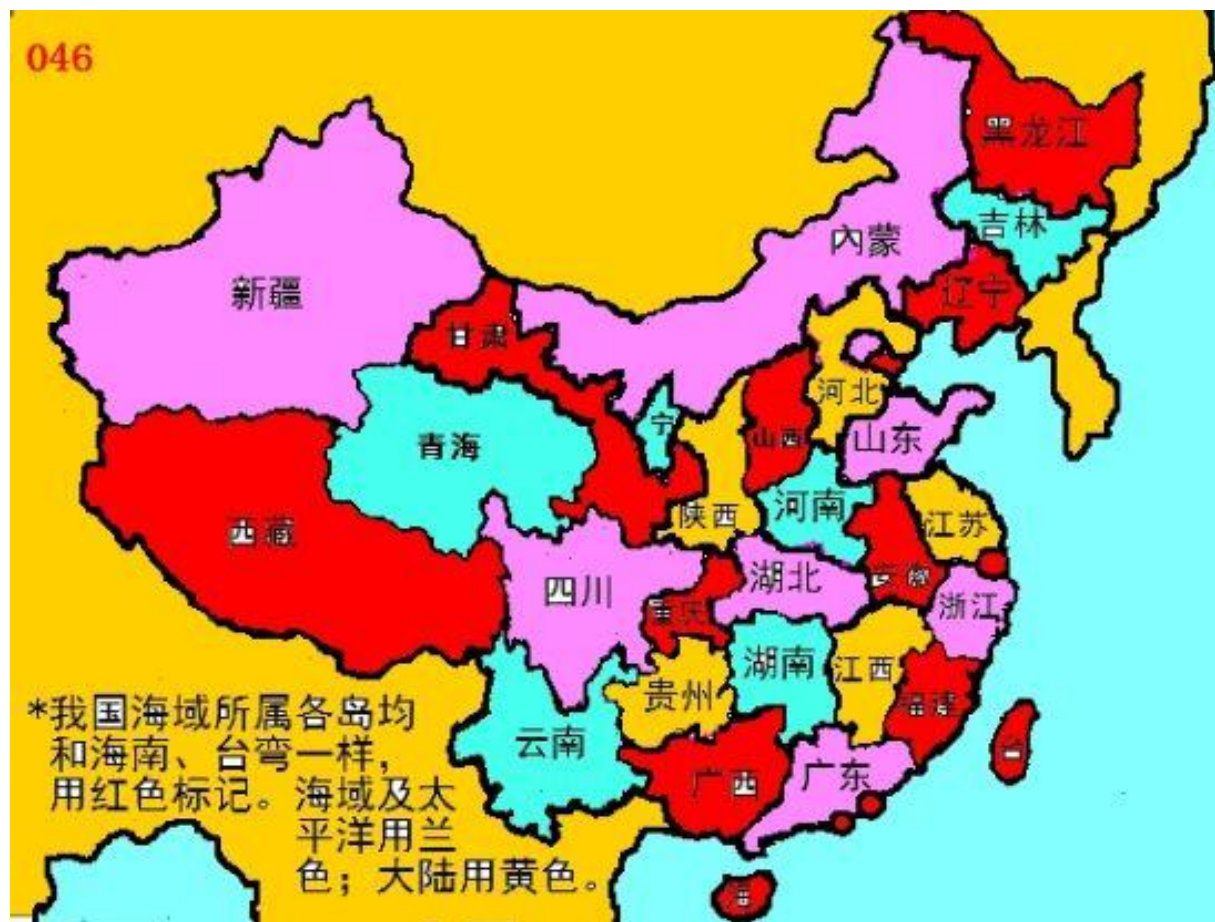 046
黑龙江
吉林
內蒙
辽宁
新疆
甘肃
河北
宁
山西
山东
青海
陕西
河南
江苏
西藏
四川
湖北
安徽
浙江
重庆
湖南
江西
贵州
福建
云南
台
广西
广东
*我国海域所属各岛均
和海南、台弯一样，
用红色标记。海域及太
平洋用兰
色；大陆用黄色。